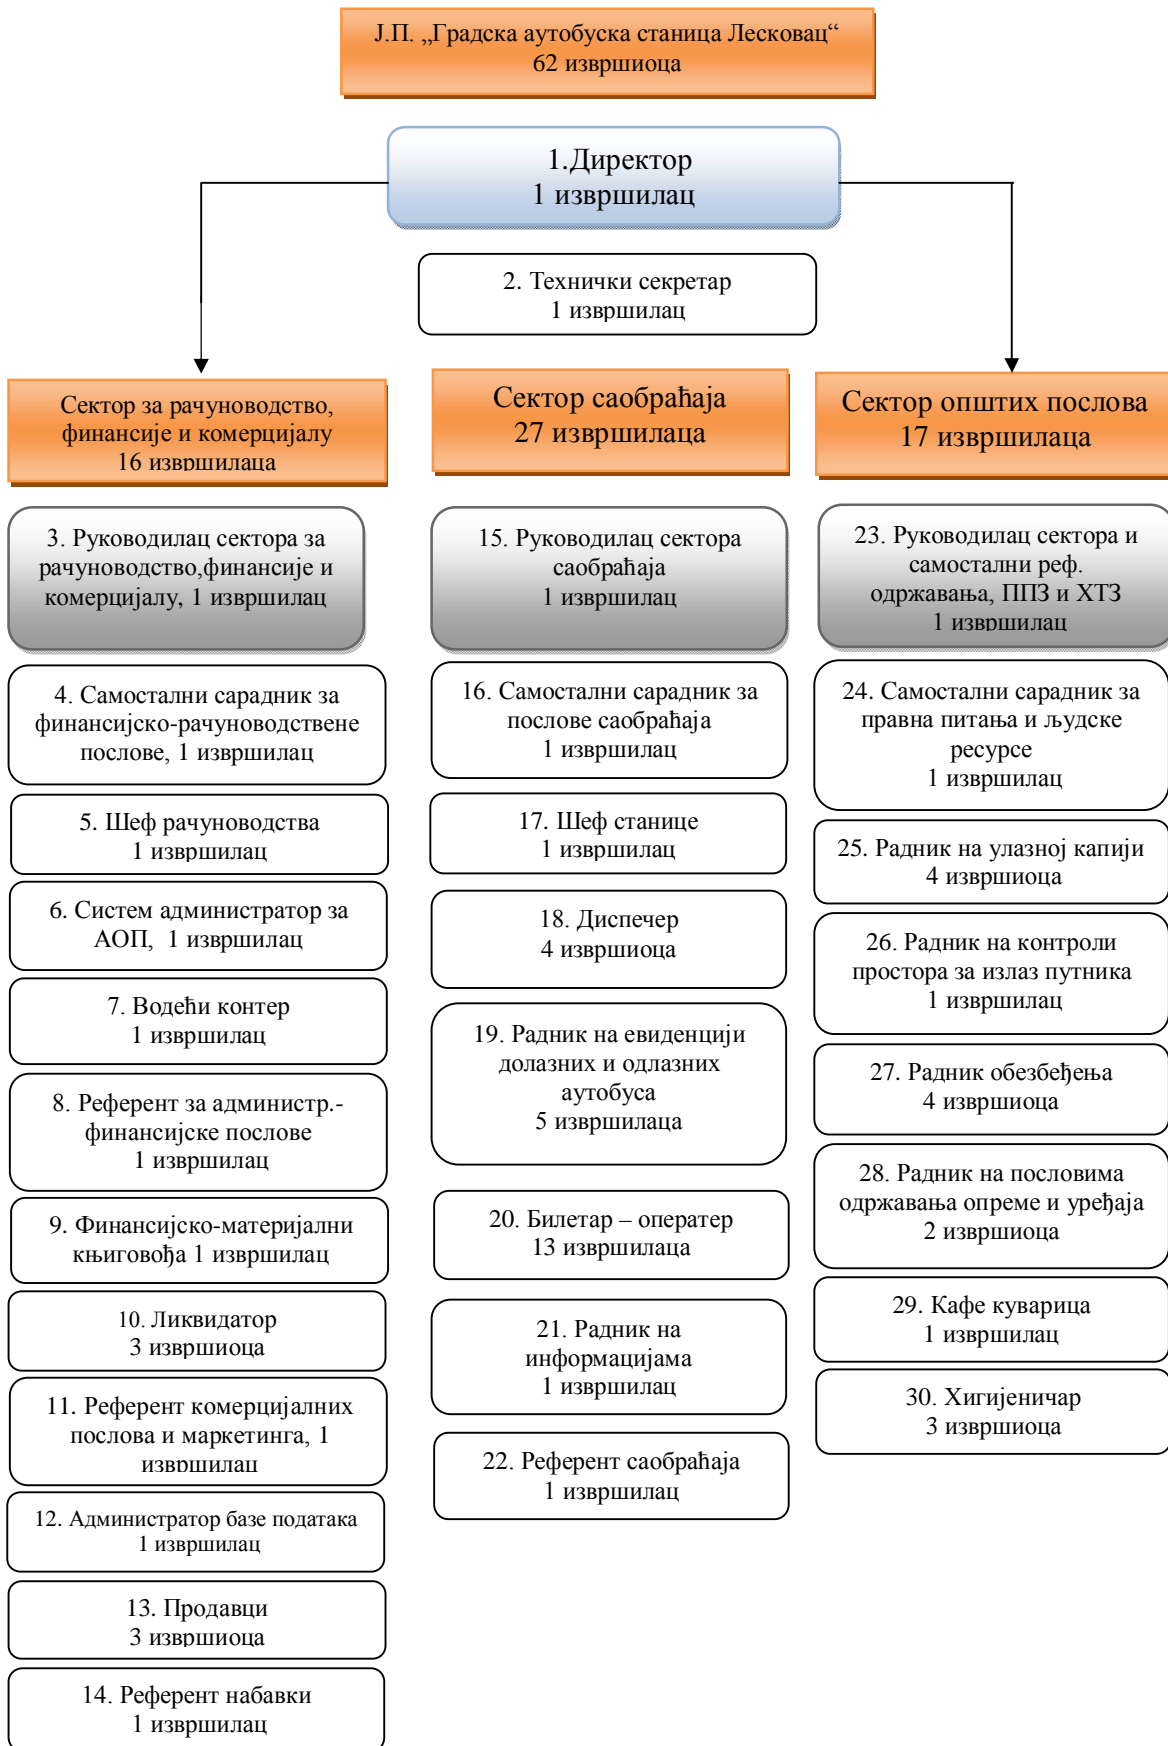 Ј.П. „Градска аутобуска станица Лесковац“
62 извршиоца
1.Директор
1 извршилац
2. Технички секретар
1 извршилац
Сектор за рачуноводство,
финансије и комерцијалу
16 извршилаца
3. Руководилац сектора за
рачуноводство,финансије и
комерцијалу, 1 извршилац
4. Самостални сарадник за
финансијско-рачуноводствене
послове, 1 извршилац
5. Шеф рачуноводства
1 извршилац
6. Систем администратор за
АОП, 1 извршилац
7. Водећи контер
1 извршилац
8. Референт за администр.-
финансијске послове
1 извршилац
9. Финансијско-материјални
књиговођа 1 извршилац
10. Ликвидатор
3 извршиоца
11. Референт комерцијалних
послова и маркетинга, 1
извршилац
12. Администратор базе података
1 извршилац
13. Продавци
3 извршиоца
14. Референт набавки
1 извршилац
Сектор саобраћаја
27 извршилаца
15. Руководилац сектора
саобраћаја
1 извршилац
16. Самостални сарадник за
послове саобраћаја
1 извршилац
17. Шеф станице
1 извршилац
18. Диспечер
4 извршиоца
19. Радник на евиденцији
долазних и одлазних
аутобуса
5 извршилаца
20. Билетар – оператер
13 извршилаца
21. Радник на
информацијама
1 извршилац
22. Референт саобраћаја
1 извршилац
Сектор општих послова
17 извршилаца
23. Руководилац сектора и
самостални реф.
одржавања, ППЗ и ХТЗ
1 извршилац
24. Самостални сарадник за
правна питања и људске
ресурсе
1 извршилац
25. Радник на улазној капији
4 извршиоца
26. Радник на контроли
простора за излаз путника
1 извршилац
27. Радник обезбеђења
4 извршиоца
28. Радник на пословима
одржавања опреме и уређаја
2 извршиоца
29. Кафе куварица
1 извршилац
30. Хигијеничар
3 извршиоца